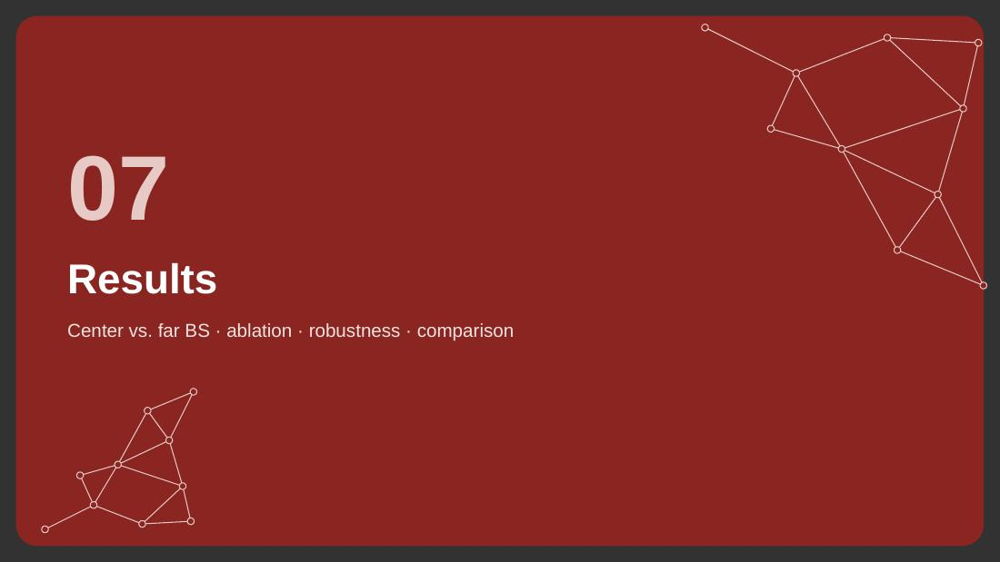 07
Results
Center vs. far BS · ablation · robustness · comparison